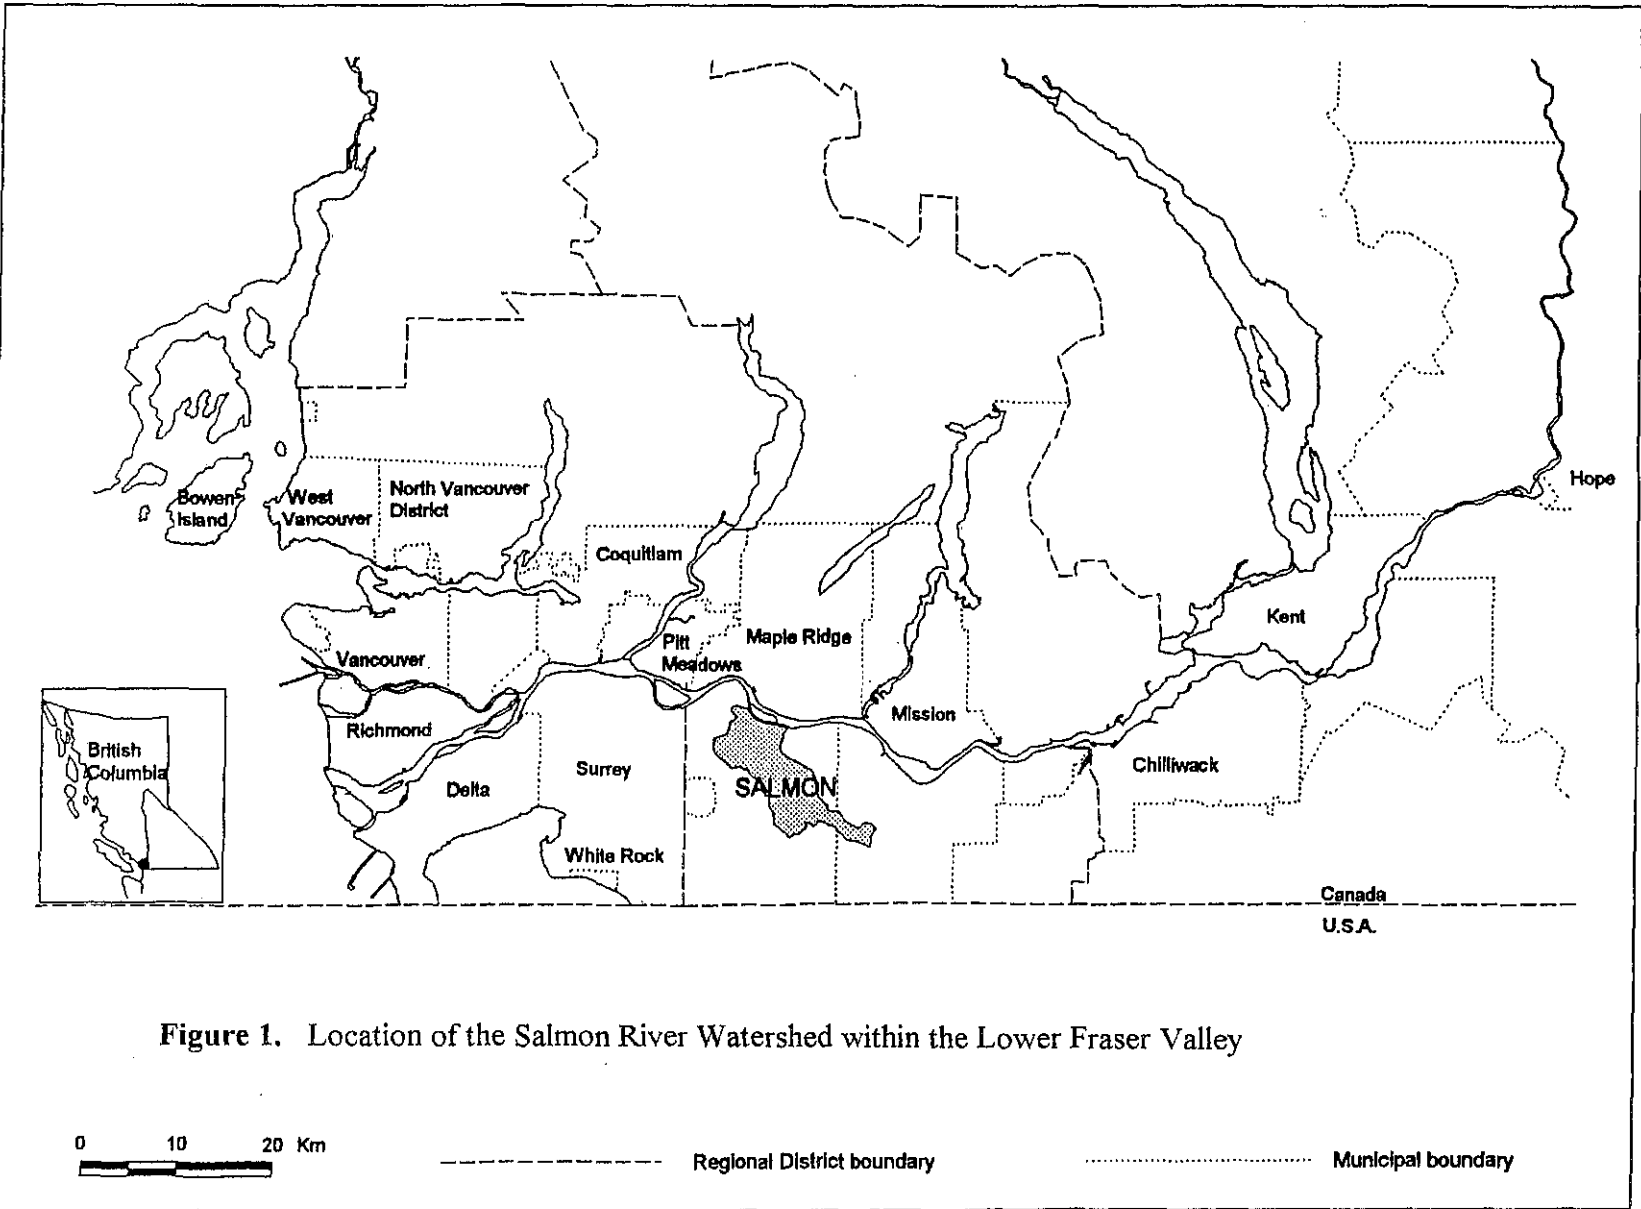 Hope
Bowen
Island
West
Vancouver
North Vancouver
District
Coquitlam
Pitt
Meadows
Maple Ridge
Kent
Vancouver
Richmond
Mission
British
Columbia
Delta
Surrey
SALMON
Chilliwack
White Rock
Canada
U.S.A.
Figure 1. Location of the Salmon River Watershed within the Lower Fraser Valley
0 10 20 Km
Regional District boundary
Municipal boundary